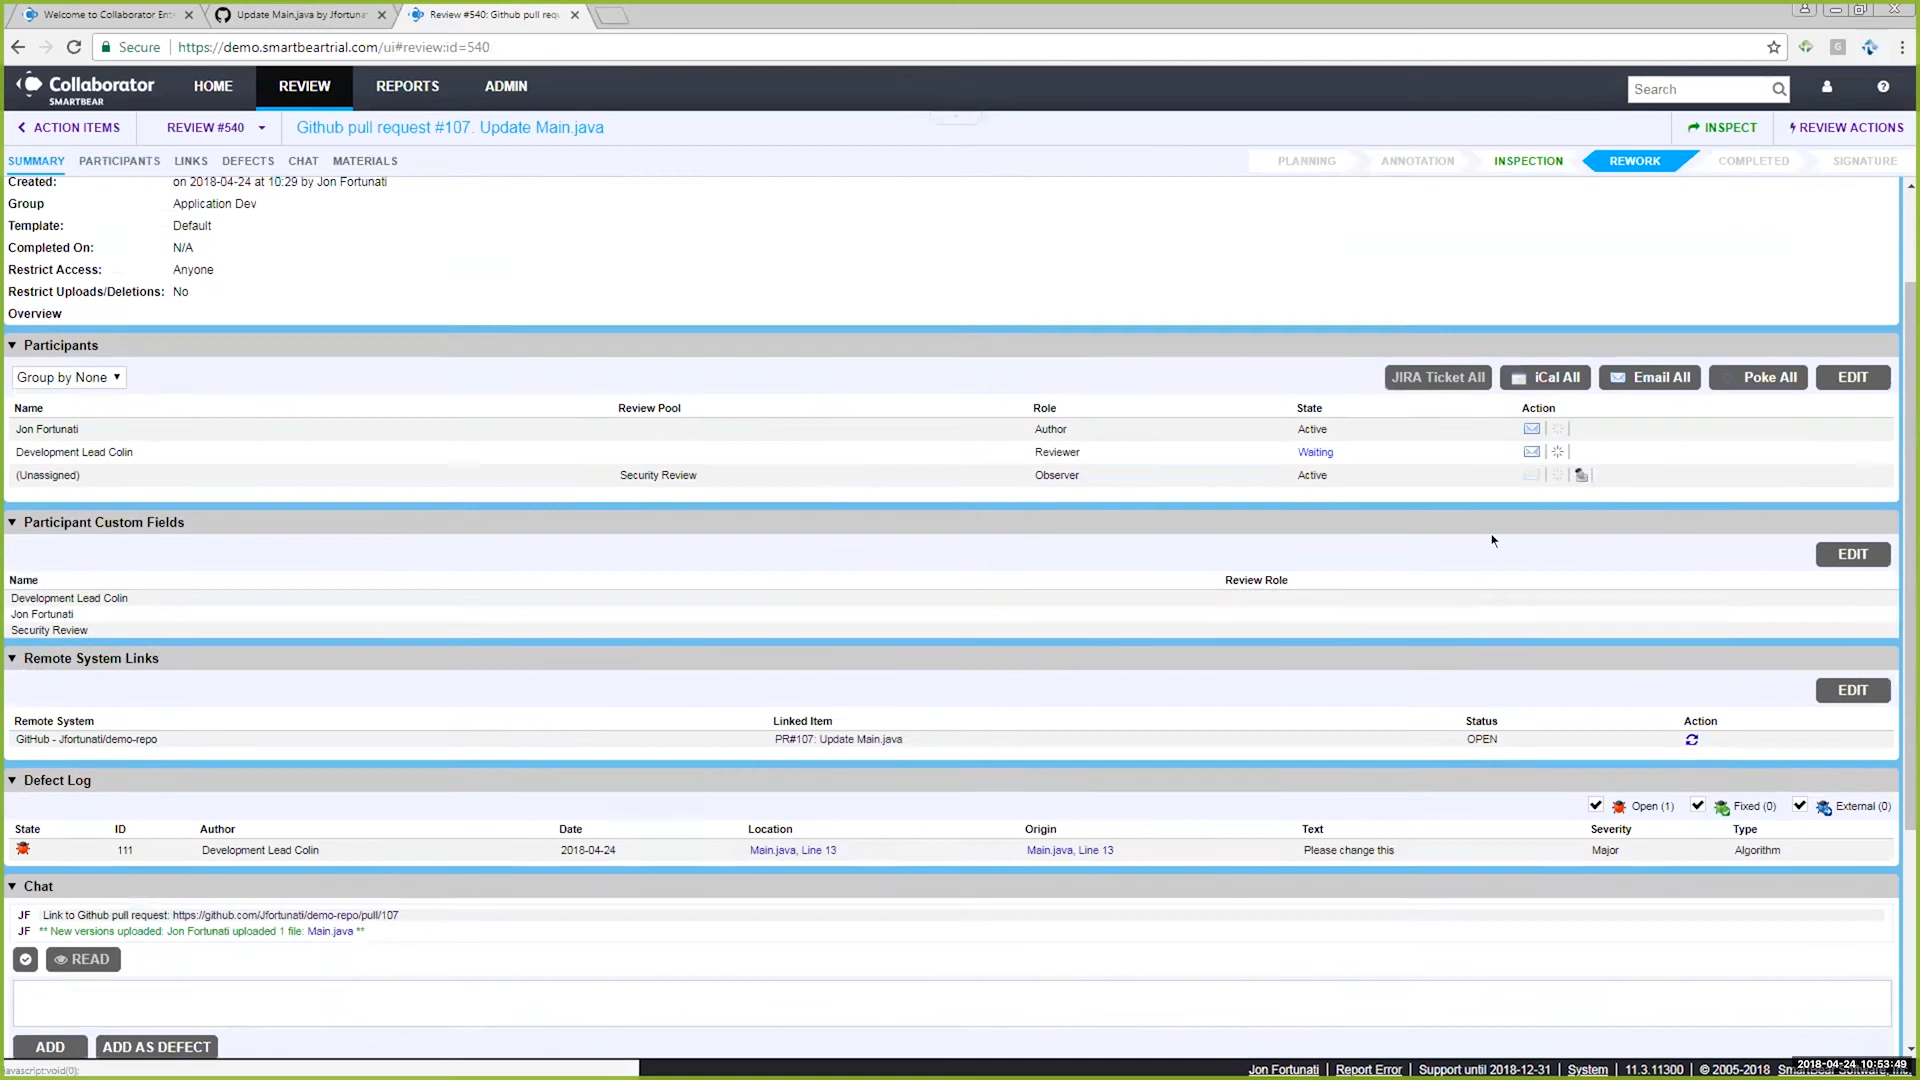 Welcome to Collaborator Ent
Update Main.java by Jfortuna
Review #540: Github pull req
Secure
https://demo.smartbeartrial.com/ui#review:id=540
Collaborator
SMARTBEAR
HOME
REVIEW
REPORTS
ADMIN
Search
ACTION ITEMS
REVIEW #540
Github pull request #107. Update Main.java
INSPECT
REVIEW ACTIONS
SUMMARY PARTICIPANTS LINKS DEFECTS CHAT MATERIALS
PLANNING ANNOTATION INSPECTION REWORK COMPLETED SIGNATURE
Created: on 2018-04-24 at 10:29 by Jon Fortunati
Group Application Dev
Template: Default
Completed On: N/A
Restrict Access: Anyone
Restrict Uploads/Deletions: No
Overview
Participants
Group by None
JIRA Ticket All iCal All Email All Poke All EDIT
Name Review Pool Role State Action
Jon Fortunati Author Active
Development Lead Colin Reviewer Waiting
(Unassigned) Security Review Observer Active
Participant Custom Fields
EDIT
Name Review Role
Development Lead Colin
Jon Fortunati
Security Review
Remote System Links
EDIT
Remote System Linked Item Status Action
GitHub - Jfortunati/demo-repo PR#107: Update Main.java OPEN
Defect Log
Open (1) Fixed (0) External (0)
State ID Author Date Location Origin Text Severity Type
111 Development Lead Colin 2018-04-24 Main.java, Line 13 Main.java, Line 13 Please change this Major Algorithm
Chat
JF Link to Github pull request: https://github.com/Jfortunati/demo-repo/pull/107
JF ** New versions uploaded: Jon Fortunati uploaded 1 file: Main.java **
READ
ADD ADD AS DEFECT
avascript:void(0);
2018-04-24 10:53:49
Jon Fortunati | Report Error | Support until 2018-12-31 | System | 11.3.11300 | © 2005-2018